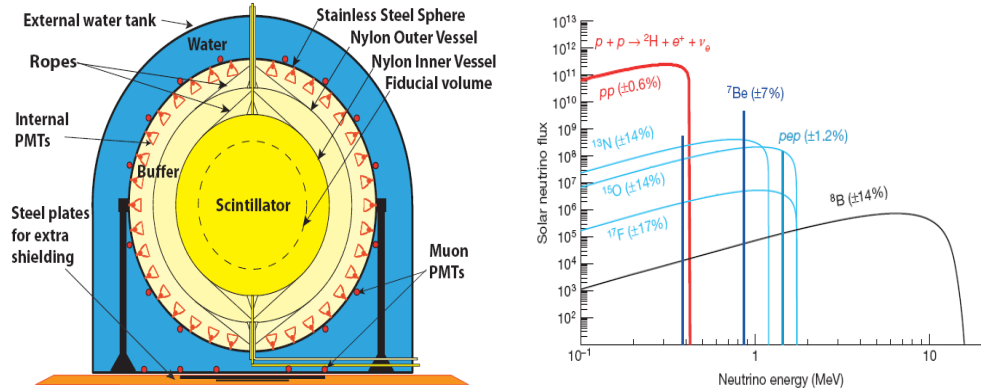 External water tank
Water
Ropes
Stainless Steel Sphere
Nylon Outer Vessel
Nylon Inner Vessel
Fiducial volume
Internal
PMTs
Buffer
Scintillator
Steel plates
for extra
shielding
Muon
PMTs
Solar neutrino flux
10¹³
10¹²
10¹¹
10¹⁰
10⁹
10⁸
10⁷
10⁶
10⁵
10⁴
10³
10²
p + p → ²H + e⁺ + νₑ
pp (±0.6%)
⁷Be (±7%)
¹³N (±14%)
pep (±1.2%)
¹⁵O (±14%)
⁸B (±14%)
¹⁷F (±17%)
10⁻¹
1
10
Neutrino energy (MeV)